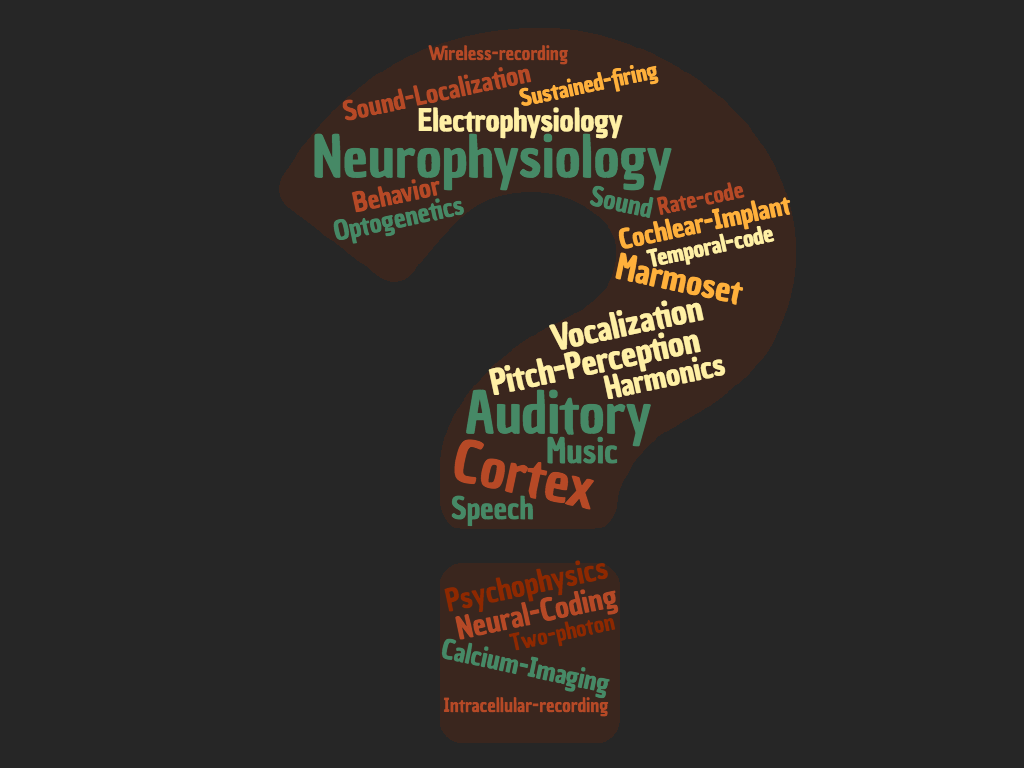 Wireless-recording
Sound-Localization
Sustained-firing
Electrophysiology
Neurophysiology
Behavior
Optogenetics
Sound
Rate-code
Cochlear-Implant
Temporal-code
Marmoset
Vocalization
Pitch-Perception
Harmonics
Auditory
Music
Cortex
Speech
Psychophysics
Neural-Coding
Two-photon
Calcium-Imaging
Intracellular-recording